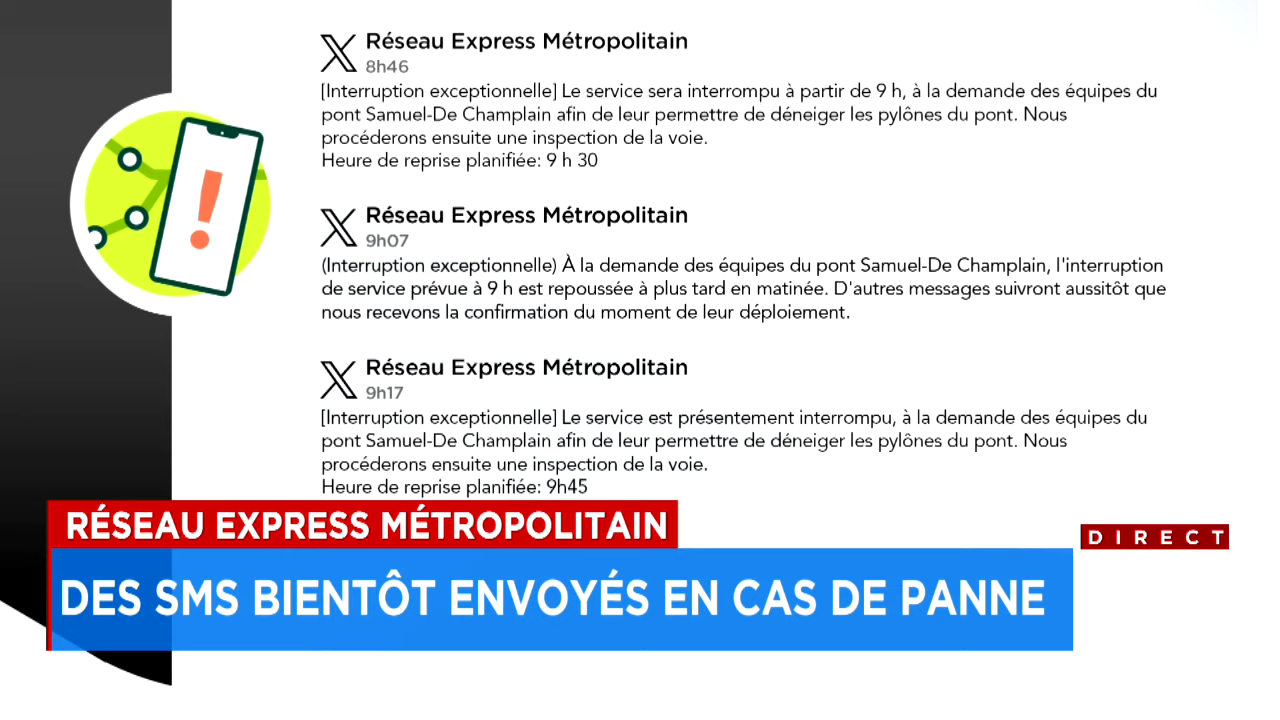 Réseau Express Métropolitain
8h46
[Interruption exceptionnelle] Le service sera interrompu à partir de 9 h, à la demande des équipes du
pont Samuel-De Champlain afin de leur permettre de déneiger les pylônes du pont. Nous
procéderons ensuite une inspection de la voie.
Heure de reprise planifiée: 9 h 30
Réseau Express Métropolitain
9h07
(Interruption exceptionnelle) À la demande des équipes du pont Samuel-De Champlain, l'interruption
de service prévue à 9 h est repoussée à plus tard en matinée. D'autres messages suivront aussitôt que
nous recevons la confirmation du moment de leur déploiement.
Réseau Express Métropolitain
9h17
[Interruption exceptionnelle] Le service est présentement interrompu, à la demande des équipes du
pont Samuel-De Champlain afin de leur permettre de déneiger les pylônes du pont. Nous
procéderons ensuite une inspection de la voie.
Heure de reprise planifiée: 9h45
RÉSEAU EXPRESS MÉTROPOLITAIN
DIRECT
DES SMS BIENTÔT ENVOYÉS EN CAS DE PANNE